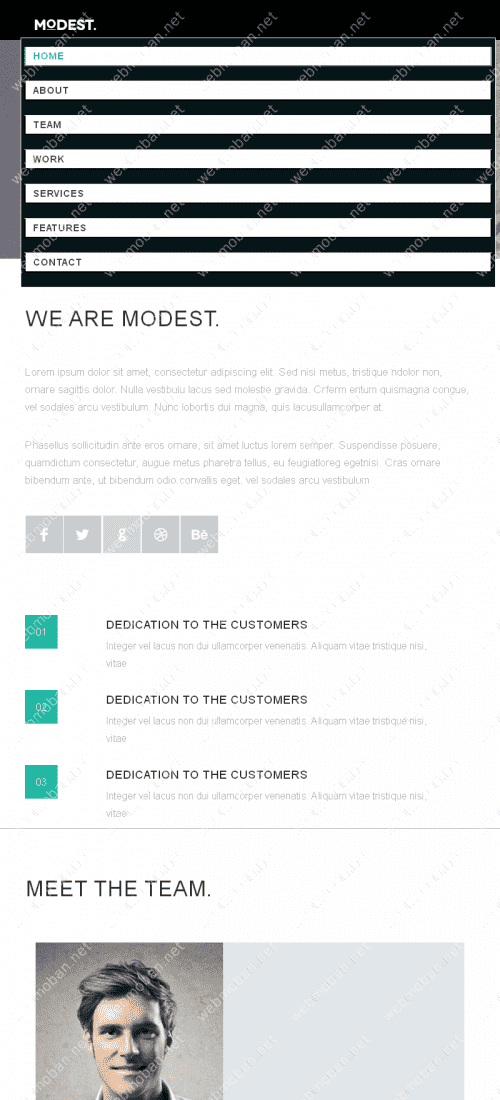 MODEST.
HOME
ABOUT
TEAM
WORK
SERVICES
FEATURES
CONTACT
WE ARE MODEST.
Lorem ipsum dolor sit amet, consectetur adipiscing elit. Sed nisi metus, tristique ndolor non,
ornare sagittis dolor. Nulla vestibulu lacus sed molestie gravida. Crferm entum quismagna congue,
vel sodales arcu vestibulum. Nunc lobortis dui magna, quis lacusullamcorper at.
Phasellus sollicitudin ante eros ornare, sit amet luctus lorem semper. Suspendisse posuere,
quamdictum consectetur, augue metus pharetra tellus, eu feugiatloreg egetnisi. Cras ornare
bibendum ante, ut bibendum odio convallis eget. vel sodales arcu vestibulum
f g Bē
01 DEDICATION TO THE CUSTOMERS
Integer vel lacus non dui ullamcorper venenatis. Aliquam vitae tristique nisi,
vitae
02 DEDICATION TO THE CUSTOMERS
Integer vel lacus non dui ullamcorper venenatis. Aliquam vitae tristique nisi,
vitae
03 DEDICATION TO THE CUSTOMERS
Integer vel lacus non dui ullamcorper venenatis. Aliquam vitae tristique nisi,
vitae
MEET THE TEAM.
webmoban.net